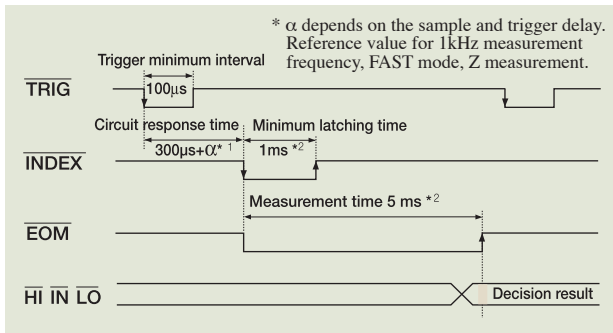 * α depends on the sample and trigger delay.
Reference value for 1kHz measurement
frequency, FAST mode, Z measurement.
Trigger minimum interval
TRIG
100μs
Circuit response time
Minimum latching time
300μs+α* 1
1ms *2
INDEX
Measurement time 5 ms *2
EOM
HI IN LO
Decision result